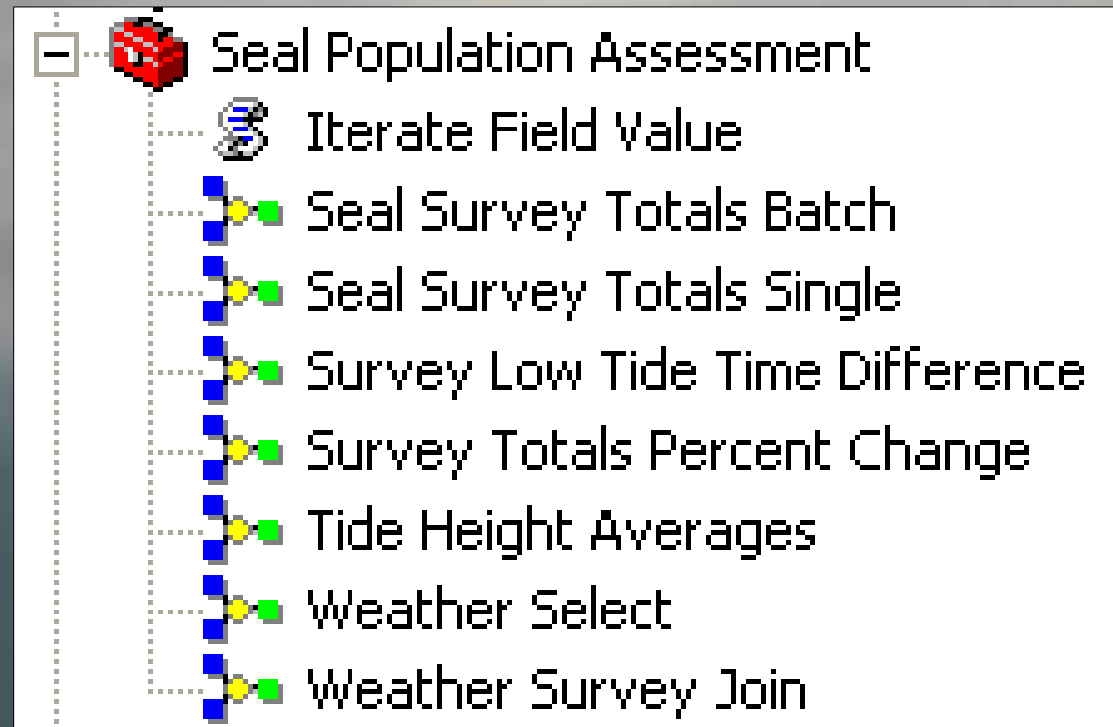 Seal Population Assessment
Iterate Field Value
Seal Survey Totals Batch
Seal Survey Totals Single
Survey Low Tide Time Difference
Survey Totals Percent Change
Tide Height Averages
Weather Select
Weather Survey Join